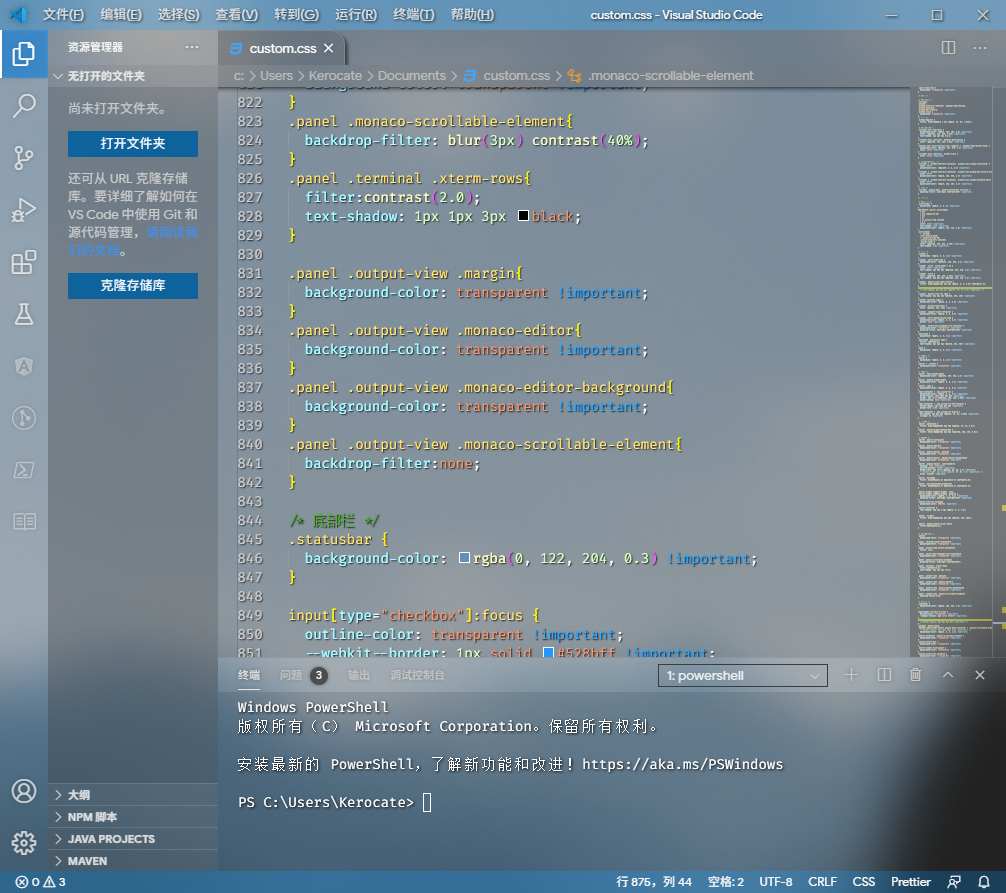 文件(F) 编辑(E) 选择(S) 查看(V) 转到(G) 运行(R) 终端(T) 帮助(H) custom.css - Visual Studio Code
资源管理器 ···
无打开的文件夹
尚未打开文件夹。
打开文件夹
还可从 URL 克隆存储
库。要详细了解如何在
VS Code 中使用 Git 和
源代码管理，请阅读我
们的文档。
克隆存储库
大纲
NPM 脚本
JAVA PROJECTS
MAVEN
custom.css
c: > Users > Kerocate > Documents > custom.css > .monaco-scrollable-element
822 }
823 .panel .monaco-scrollable-element{
824 backdrop-filter: blur(3px) contrast(40%);
825 }
826 .panel .terminal .xterm-rows{
827 filter:contrast(2.0);
828 text-shadow: 1px 1px 3px black;
829 }
830
831 .panel .output-view .margin{
832 background-color: transparent !important;
833 }
834 .panel .output-view .monaco-editor{
835 background-color: transparent !important;
836 }
837 .panel .output-view .monaco-editor-background{
838 background-color: transparent !important;
839 }
840 .panel .output-view .monaco-scrollable-element{
841 backdrop-filter:none;
842 }
843
844 /* 底部栏 */
845 .statusbar {
846 background-color: rgba(0, 122, 204, 0.3) !important;
847 }
848
849 input[type="checkbox"]:focus {
850 outline-color: transparent !important;
851 --webkit--border: 1px solid #528bff !important;
终端 问题 3 输出 调试控制台 1: powershell
Windows PowerShell
版权所有（C） Microsoft Corporation。保留所有权利。
安装最新的 PowerShell，了解新功能和改进！https://aka.ms/PSWindows
PS C:\Users\Kerocate>
0 3 行 875，列 44 空格: 2 UTF-8 CRLF CSS Prettier